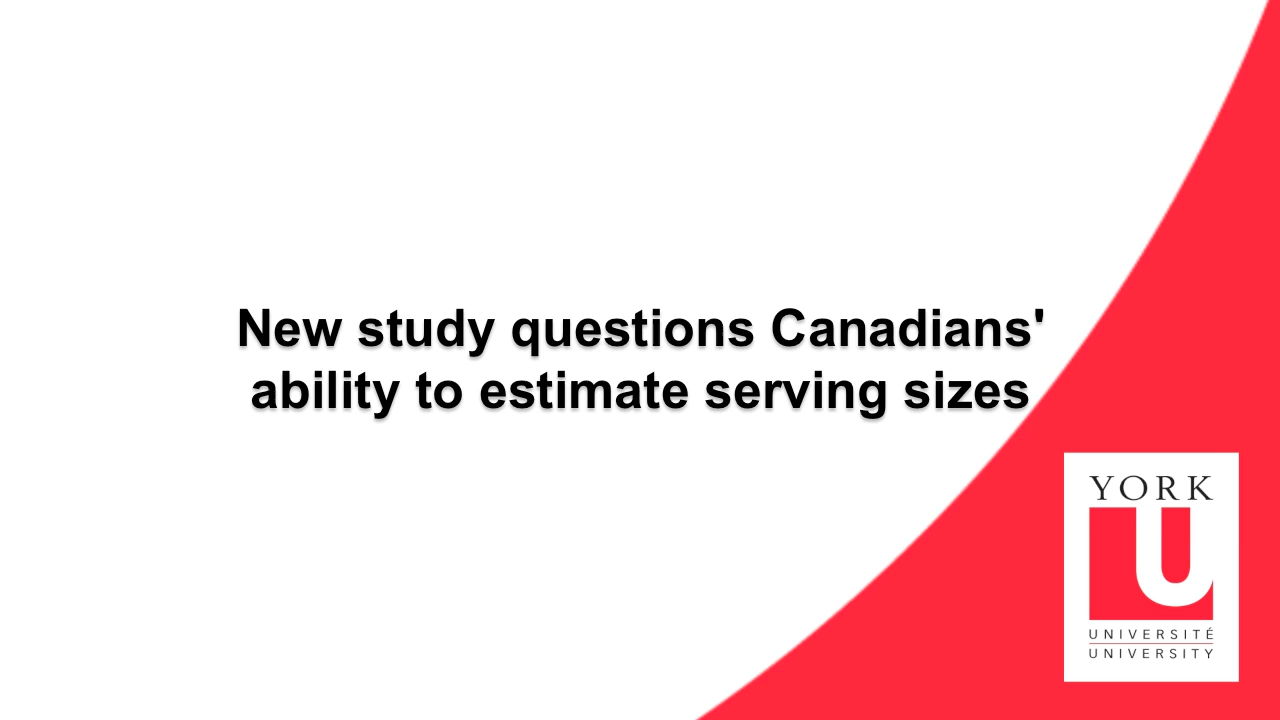 New study questions Canadians'
ability to estimate serving sizes
YORK
U
UNIVERSITÉ
UNIVERSITY